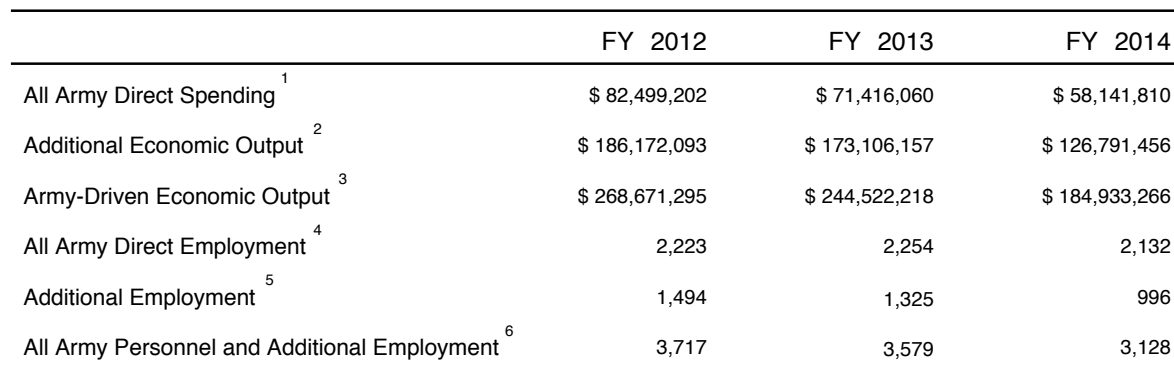 FY 2012 FY 2013 FY 2014
All Army Direct Spending 1 $ 82,499,202 $ 71,416,060 $ 58,141,810
Additional Economic Output 2 $ 186,172,093 $ 173,106,157 $ 126,791,456
Army-Driven Economic Output 3 $ 268,671,295 $ 244,522,218 $ 184,933,266
All Army Direct Employment 4 2,223 2,254 2,132
Additional Employment 5 1,494 1,325 996
All Army Personnel and Additional Employment 6 3,717 3,579 3,128